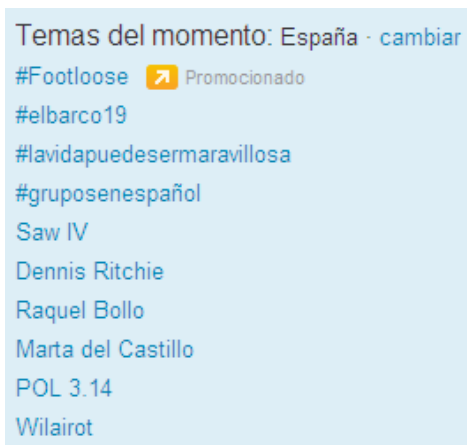 Temas del momento: España · cambiar
#Footloose Promocionado
#elbarco19
#lavidapuedesermaravillosa
#gruposenespañol
Saw IV
Dennis Ritchie
Raquel Bollo
Marta del Castillo
POL 3.14
Wilairot